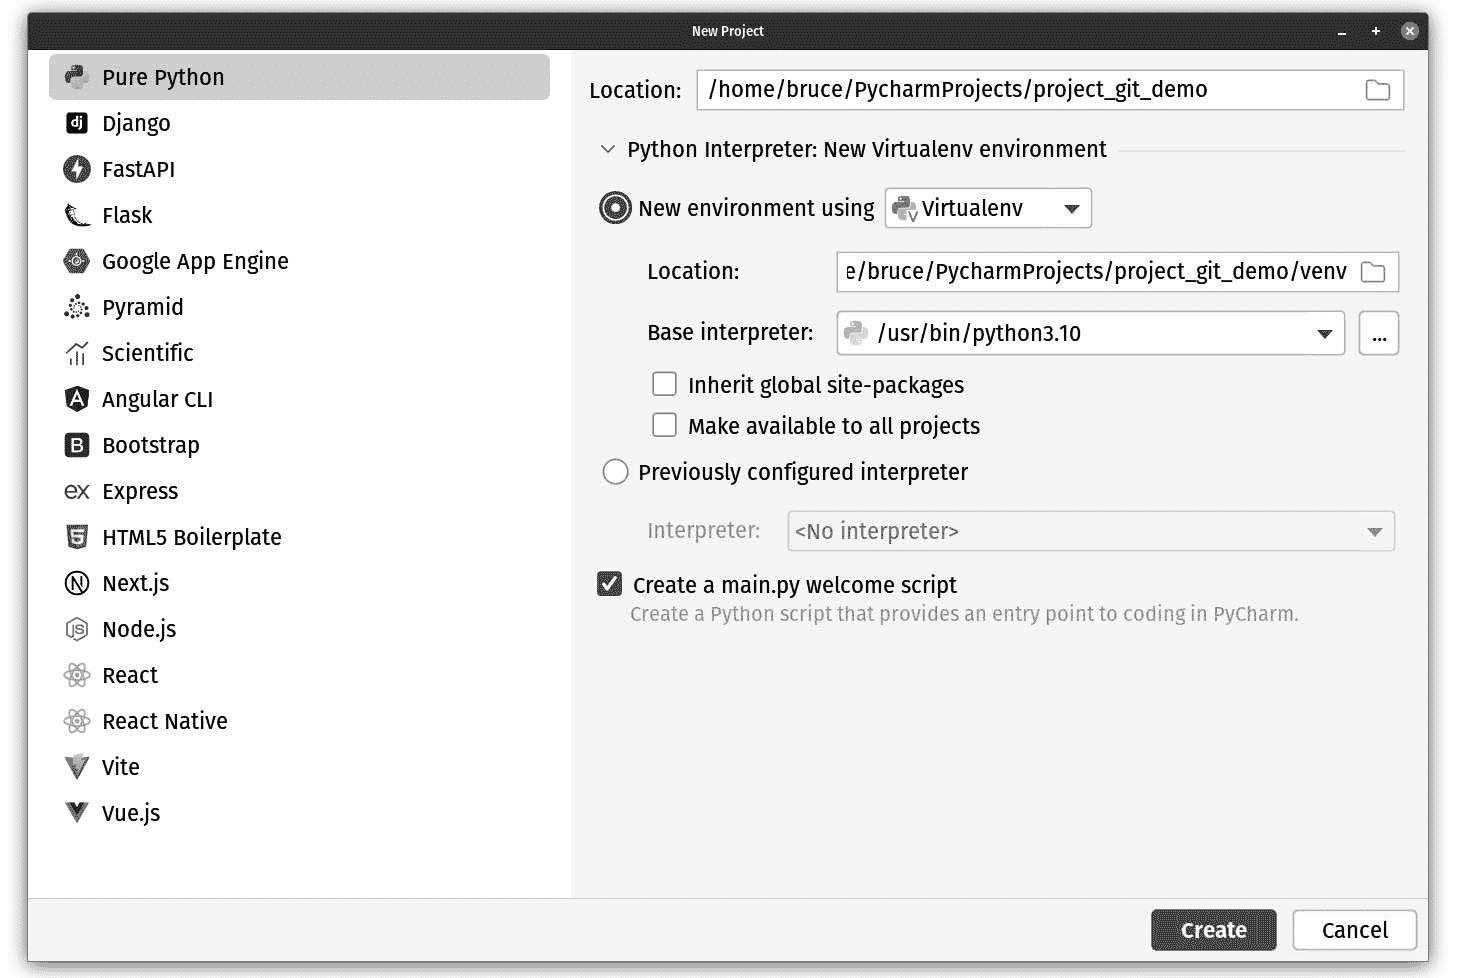 New Project
Pure Python
Django
FastAPI
Flask
Google App Engine
Pyramid
Scientific
Angular CLI
Bootstrap
Express
HTML5 Boilerplate
Next.js
Node.js
React
React Native
Vite
Vue.js
Location: /home/bruce/PycharmProjects/project_git_demo
Python Interpreter: New Virtualenv environment
New environment using Virtualenv
Location: e/bruce/PycharmProjects/project_git_demo/venv
Base interpreter: /usr/bin/python3.10 ...
Inherit global site-packages
Make available to all projects
Previously configured interpreter
Interpreter: <No interpreter>
Create a main.py welcome script
Create a Python script that provides an entry point to coding in PyCharm.
Create Cancel